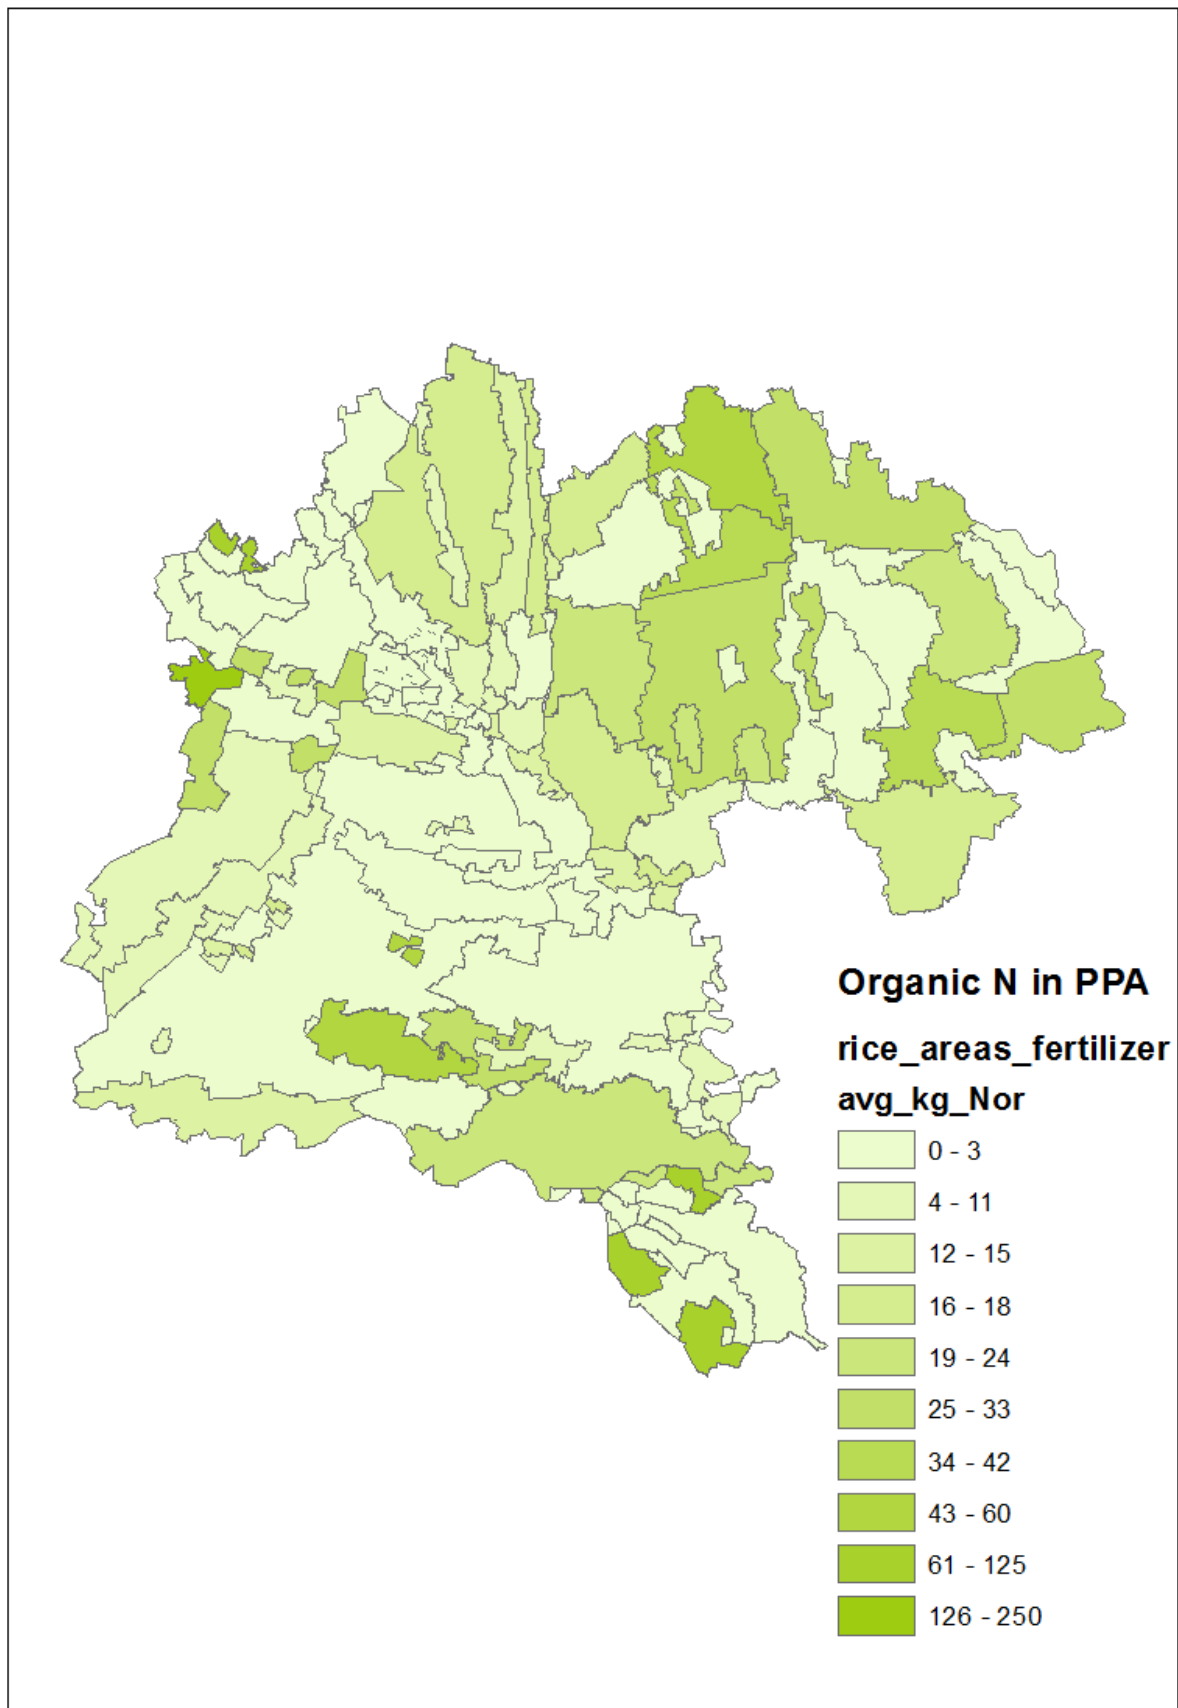 Organic N in PPA
rice_areas_fertilizer
avg_kg_Nor
0 - 3
4 - 11
12 - 15
16 - 18
19 - 24
25 - 33
34 - 42
43 - 60
61 - 125
126 - 250